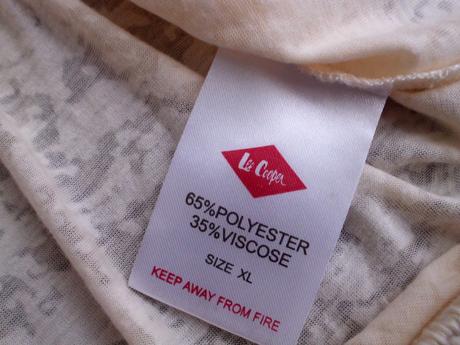 Lee Cooper
65%POLYESTER
35%VISCOSE
SIZE XL
KEEP AWAY FROM FIRE